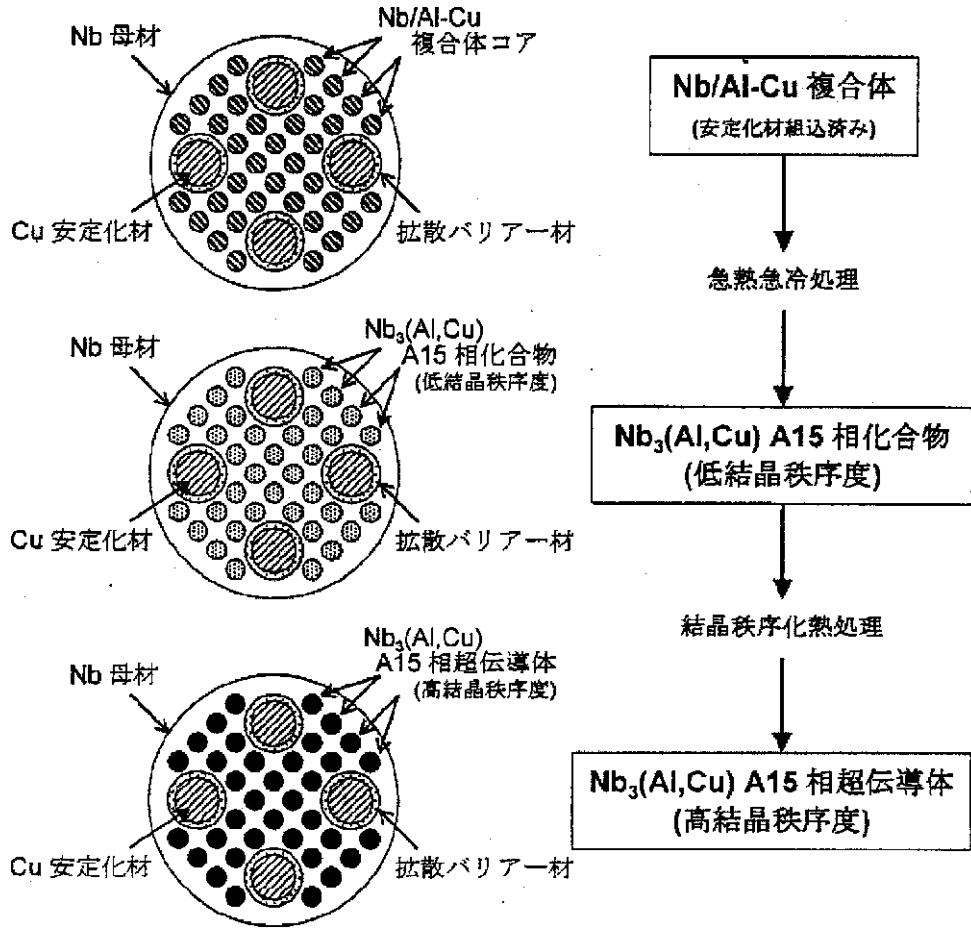 Nb/Al-Cu
複合体コア
Nb 母材
Cu 安定化材
拡散バリアー材
Nb₃(Al,Cu)
A15 相化合物
(低結晶秩序度)
Nb 母材
Cu 安定化材
拡散バリアー材
Nb₃(Al,Cu)
A15 相超伝導体
(高結晶秩序度)
Nb 母材
Cu 安定化材
拡散バリアー材
Nb/Al-Cu 複合体
(安定化材組込済み)
急熱急冷処理
Nb₃(Al,Cu) A15 相化合物
(低結晶秩序度)
結晶秩序化熱処理
Nb₃(Al,Cu) A15 相超伝導体
(高結晶秩序度)